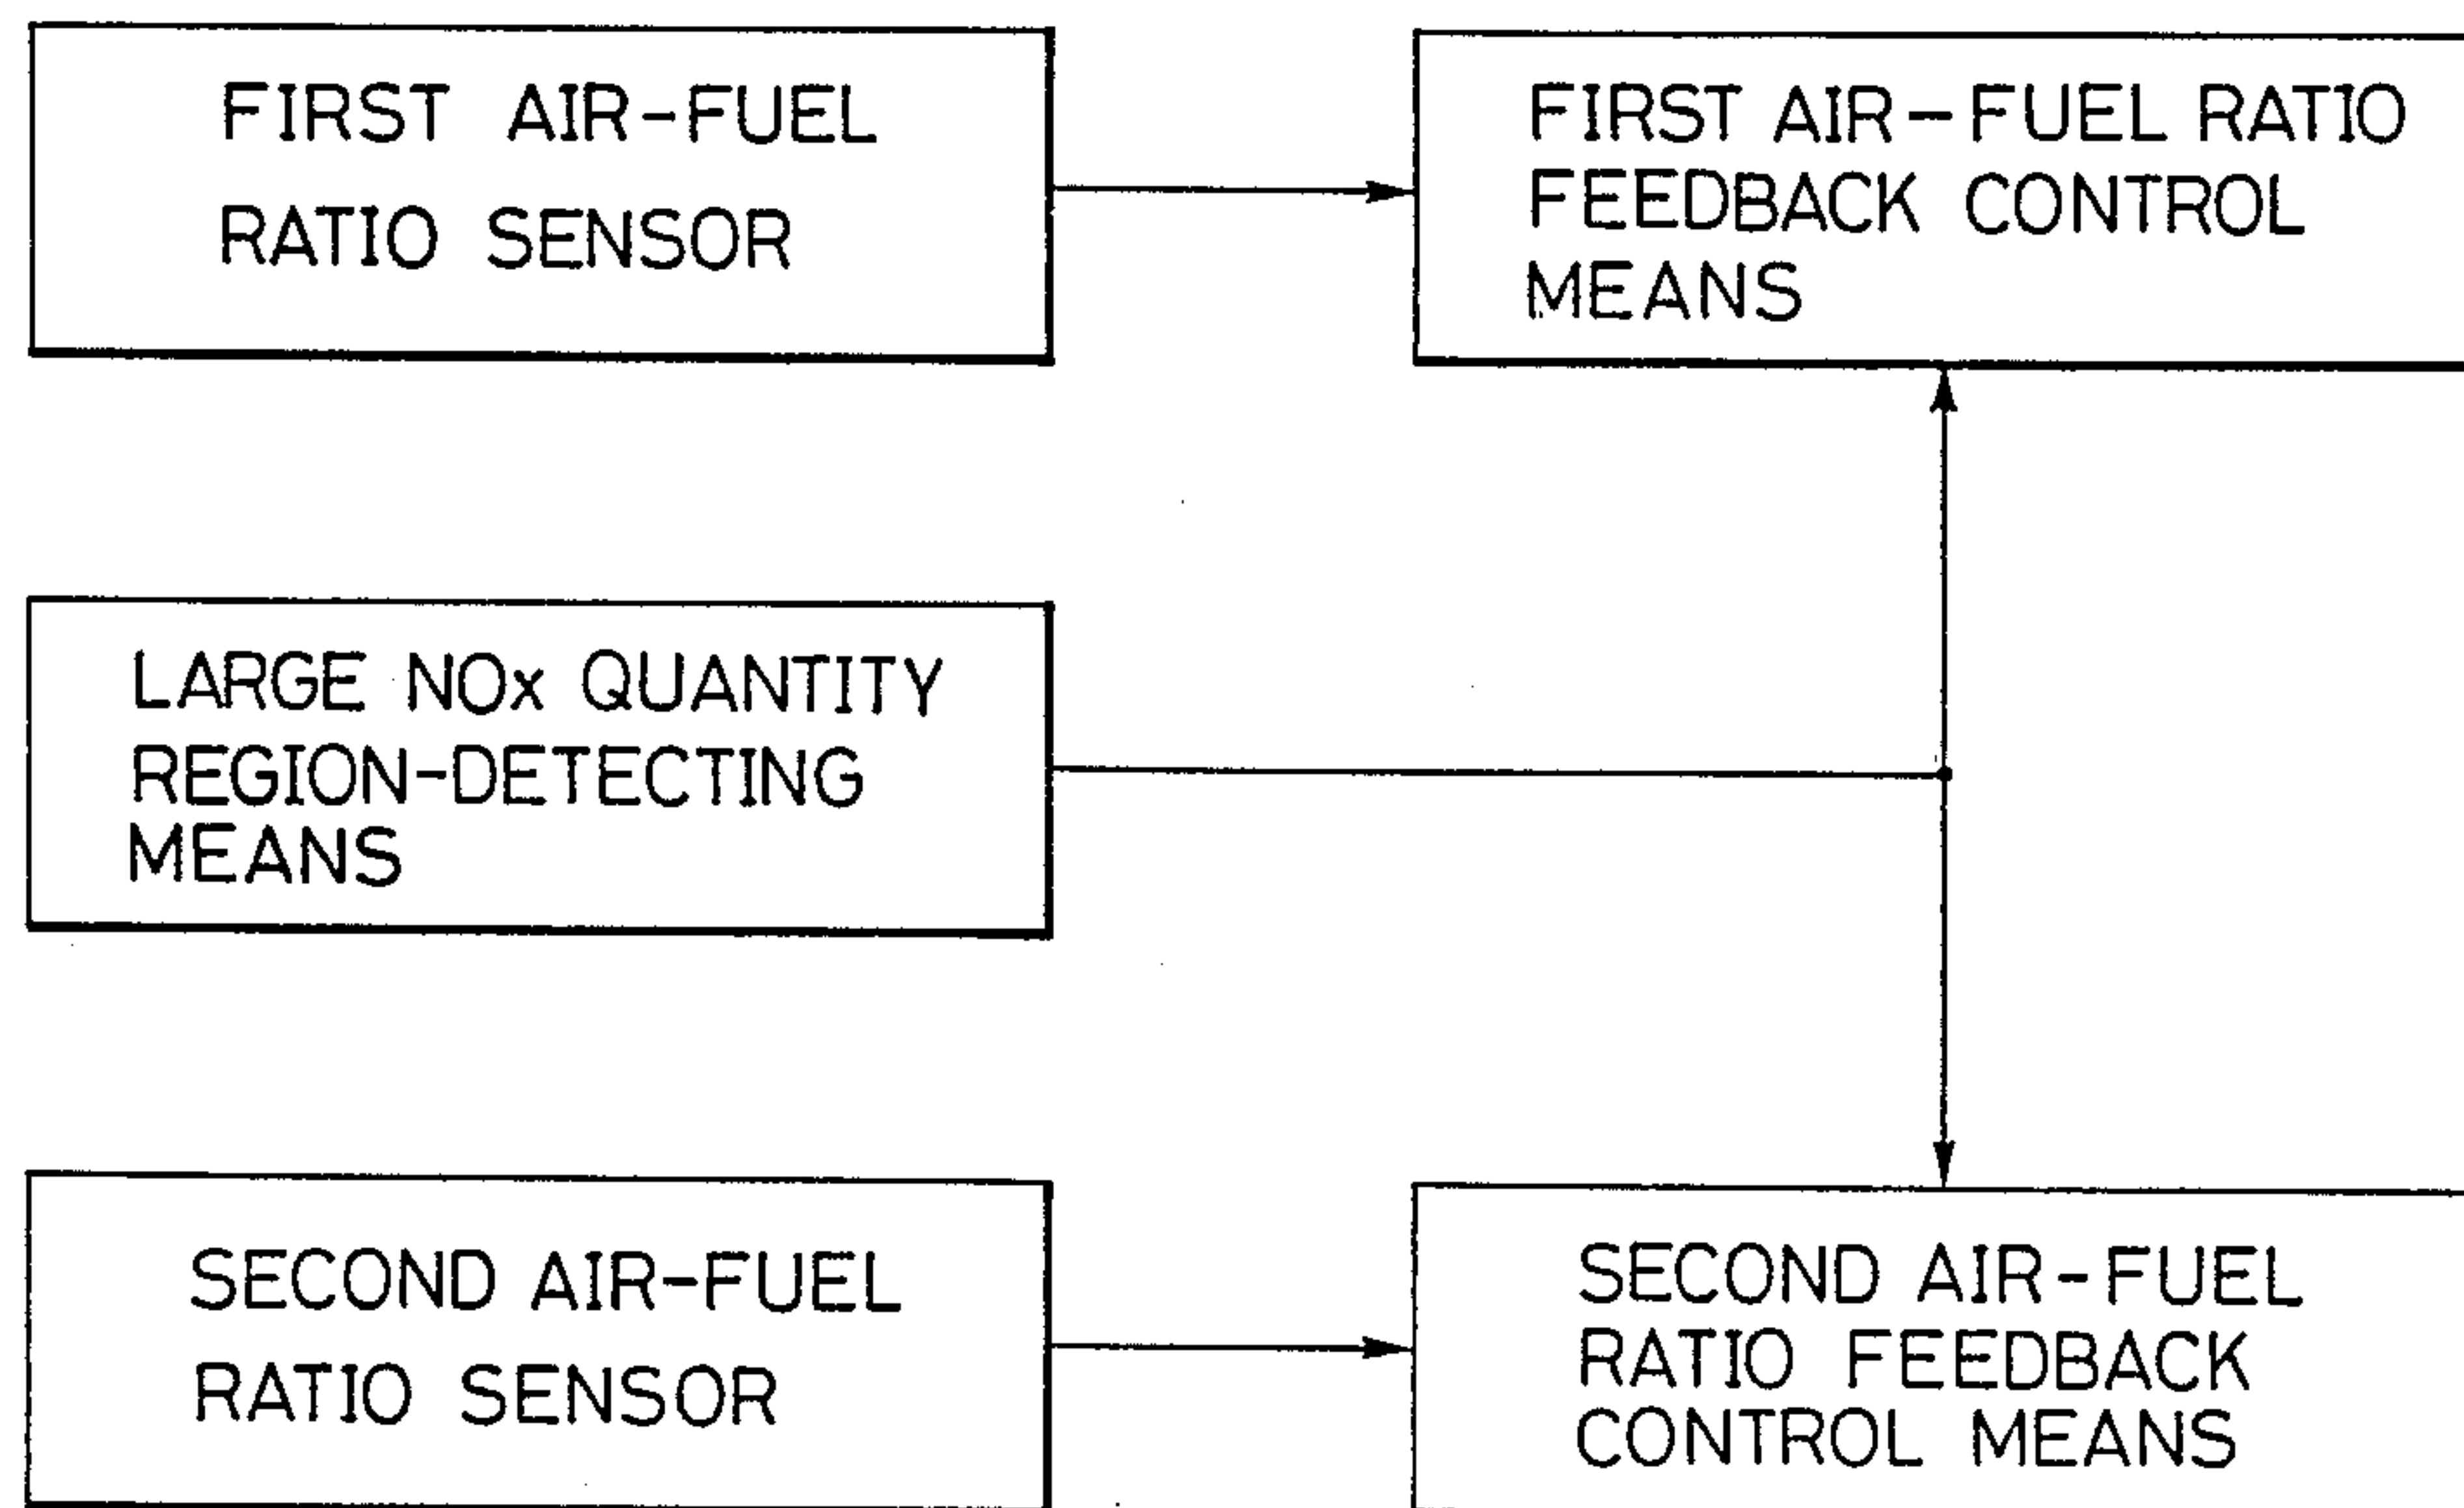 FIRST AIR-FUEL
RATIO SENSOR
FIRST AIR-FUEL RATIO
FEEDBACK CONTROL
MEANS
LARGE NOx QUANTITY
REGION-DETECTING
MEANS
SECOND AIR-FUEL
RATIO SENSOR
SECOND AIR-FUEL
RATIO FEEDBACK
CONTROL MEANS